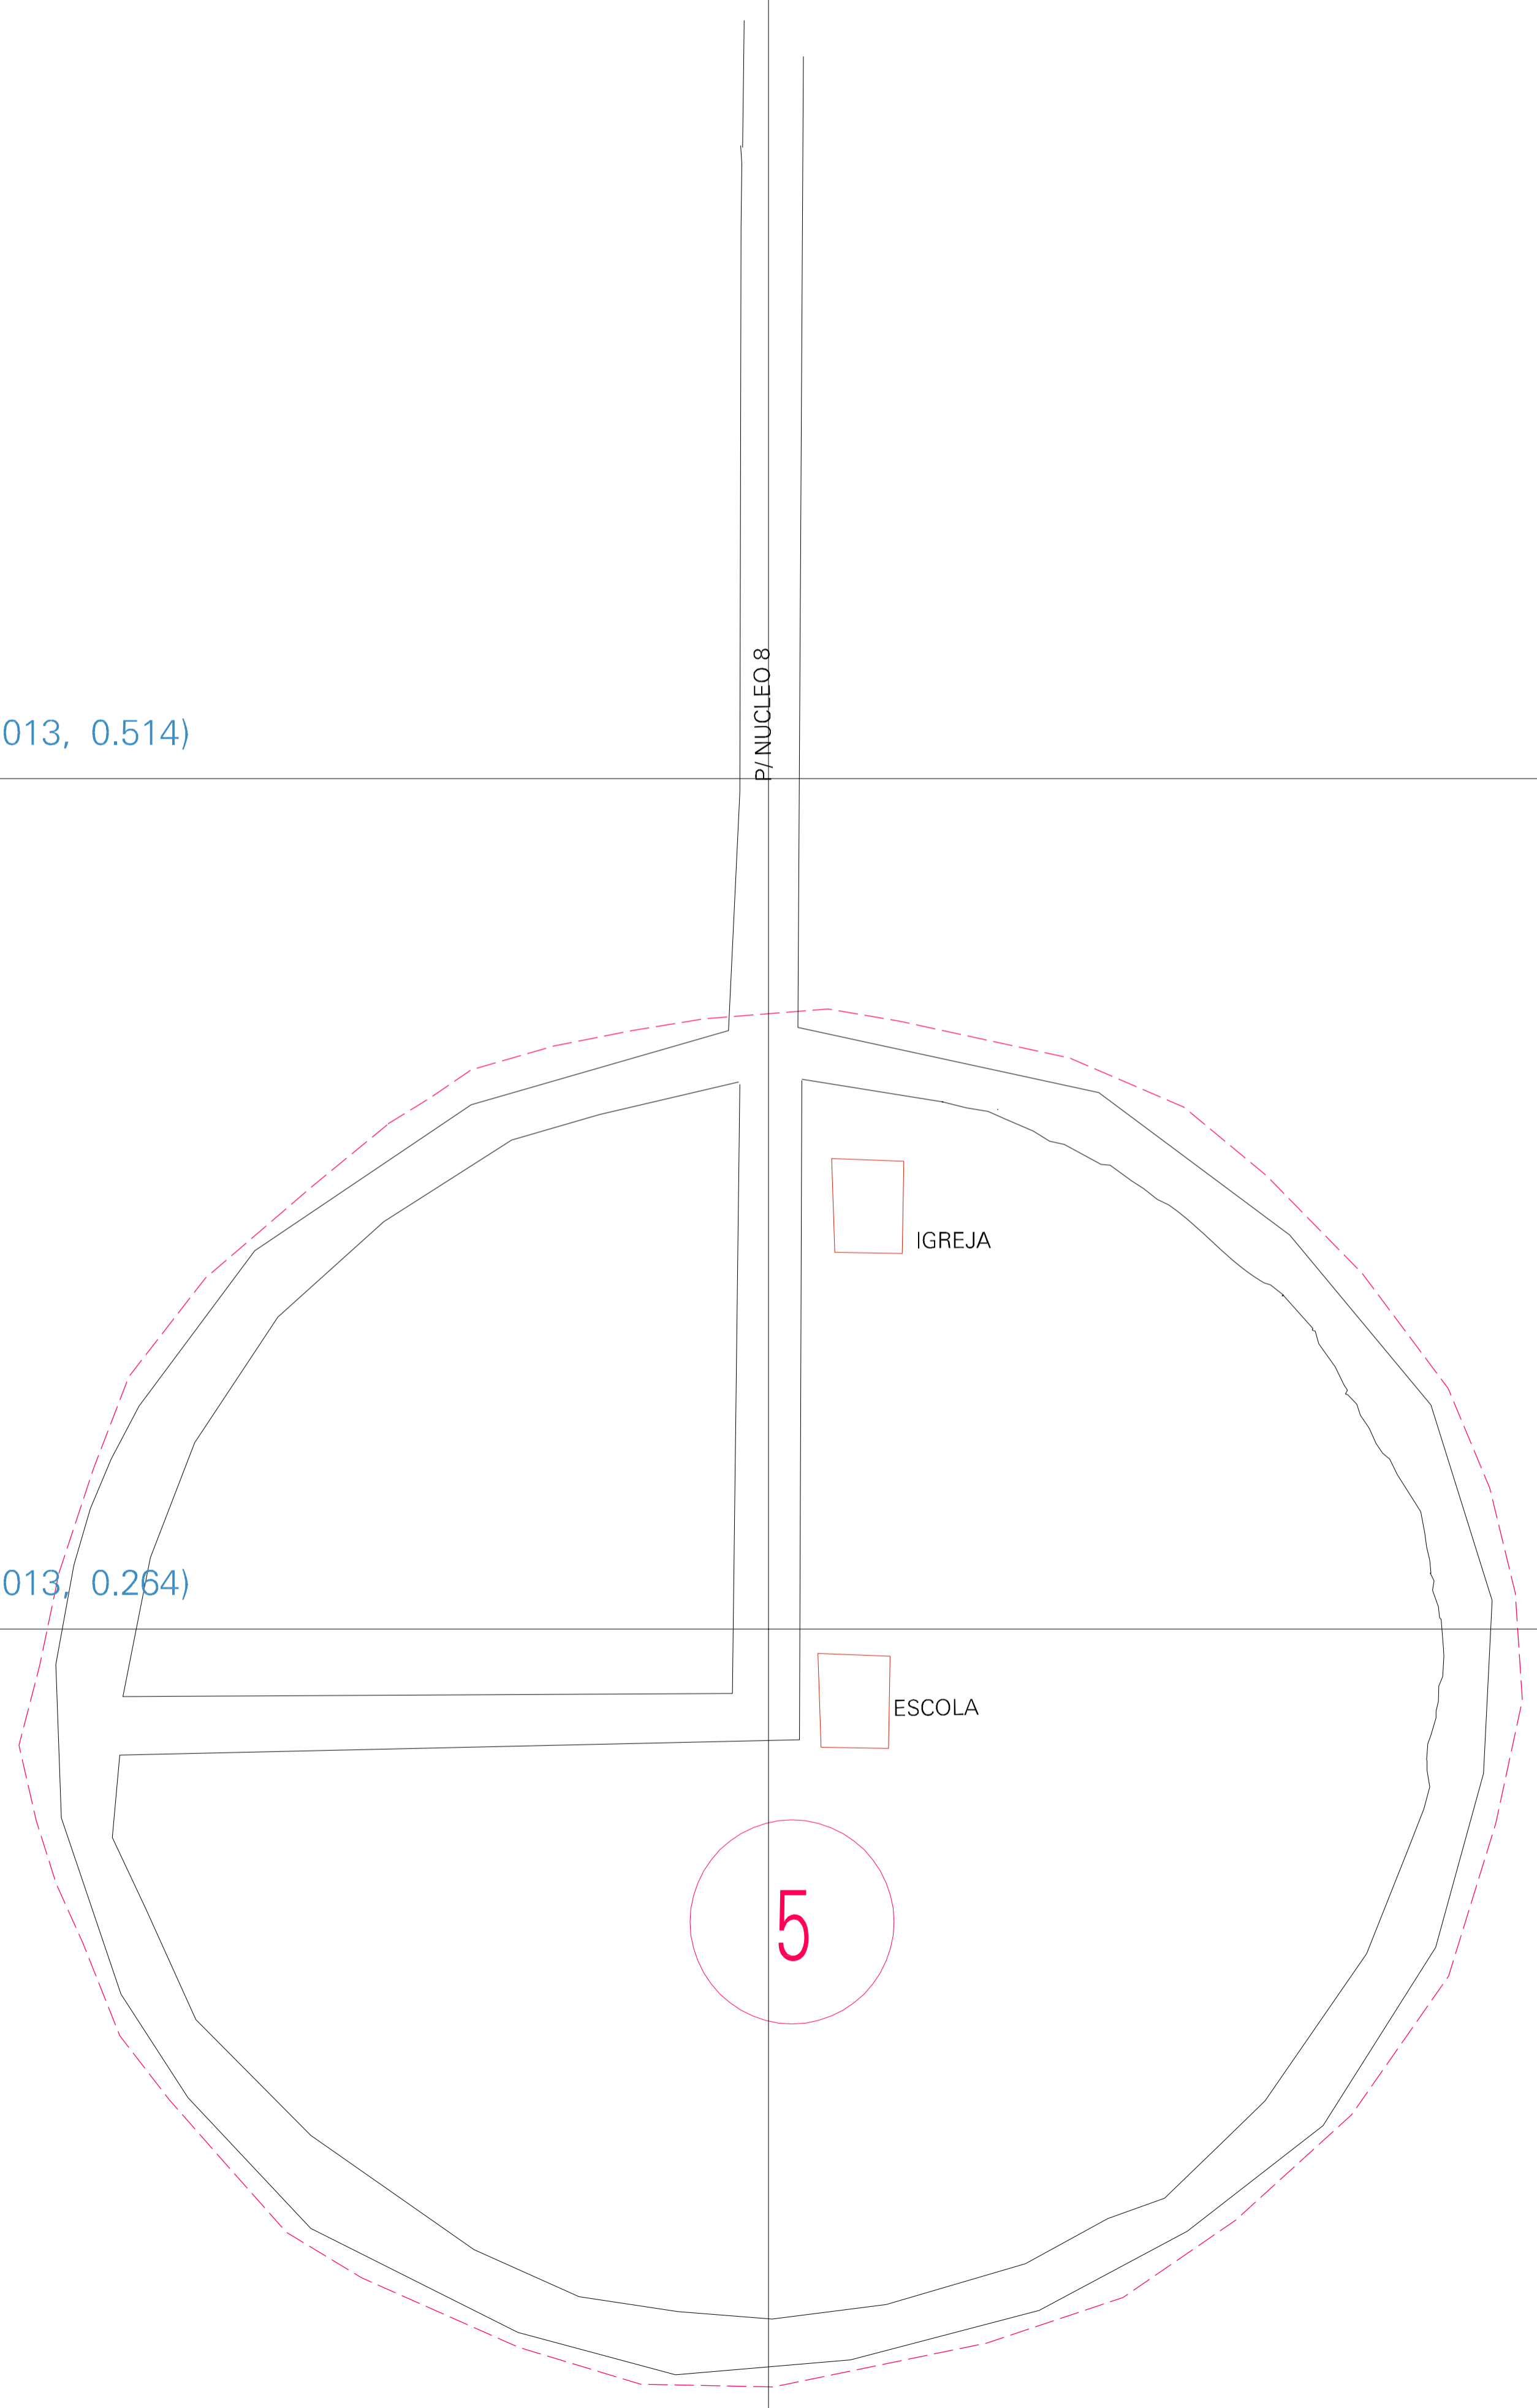 P/ NUCLEO 8
013, 0.514)
IGREJA
013, 0.264)
ESCOLA
5